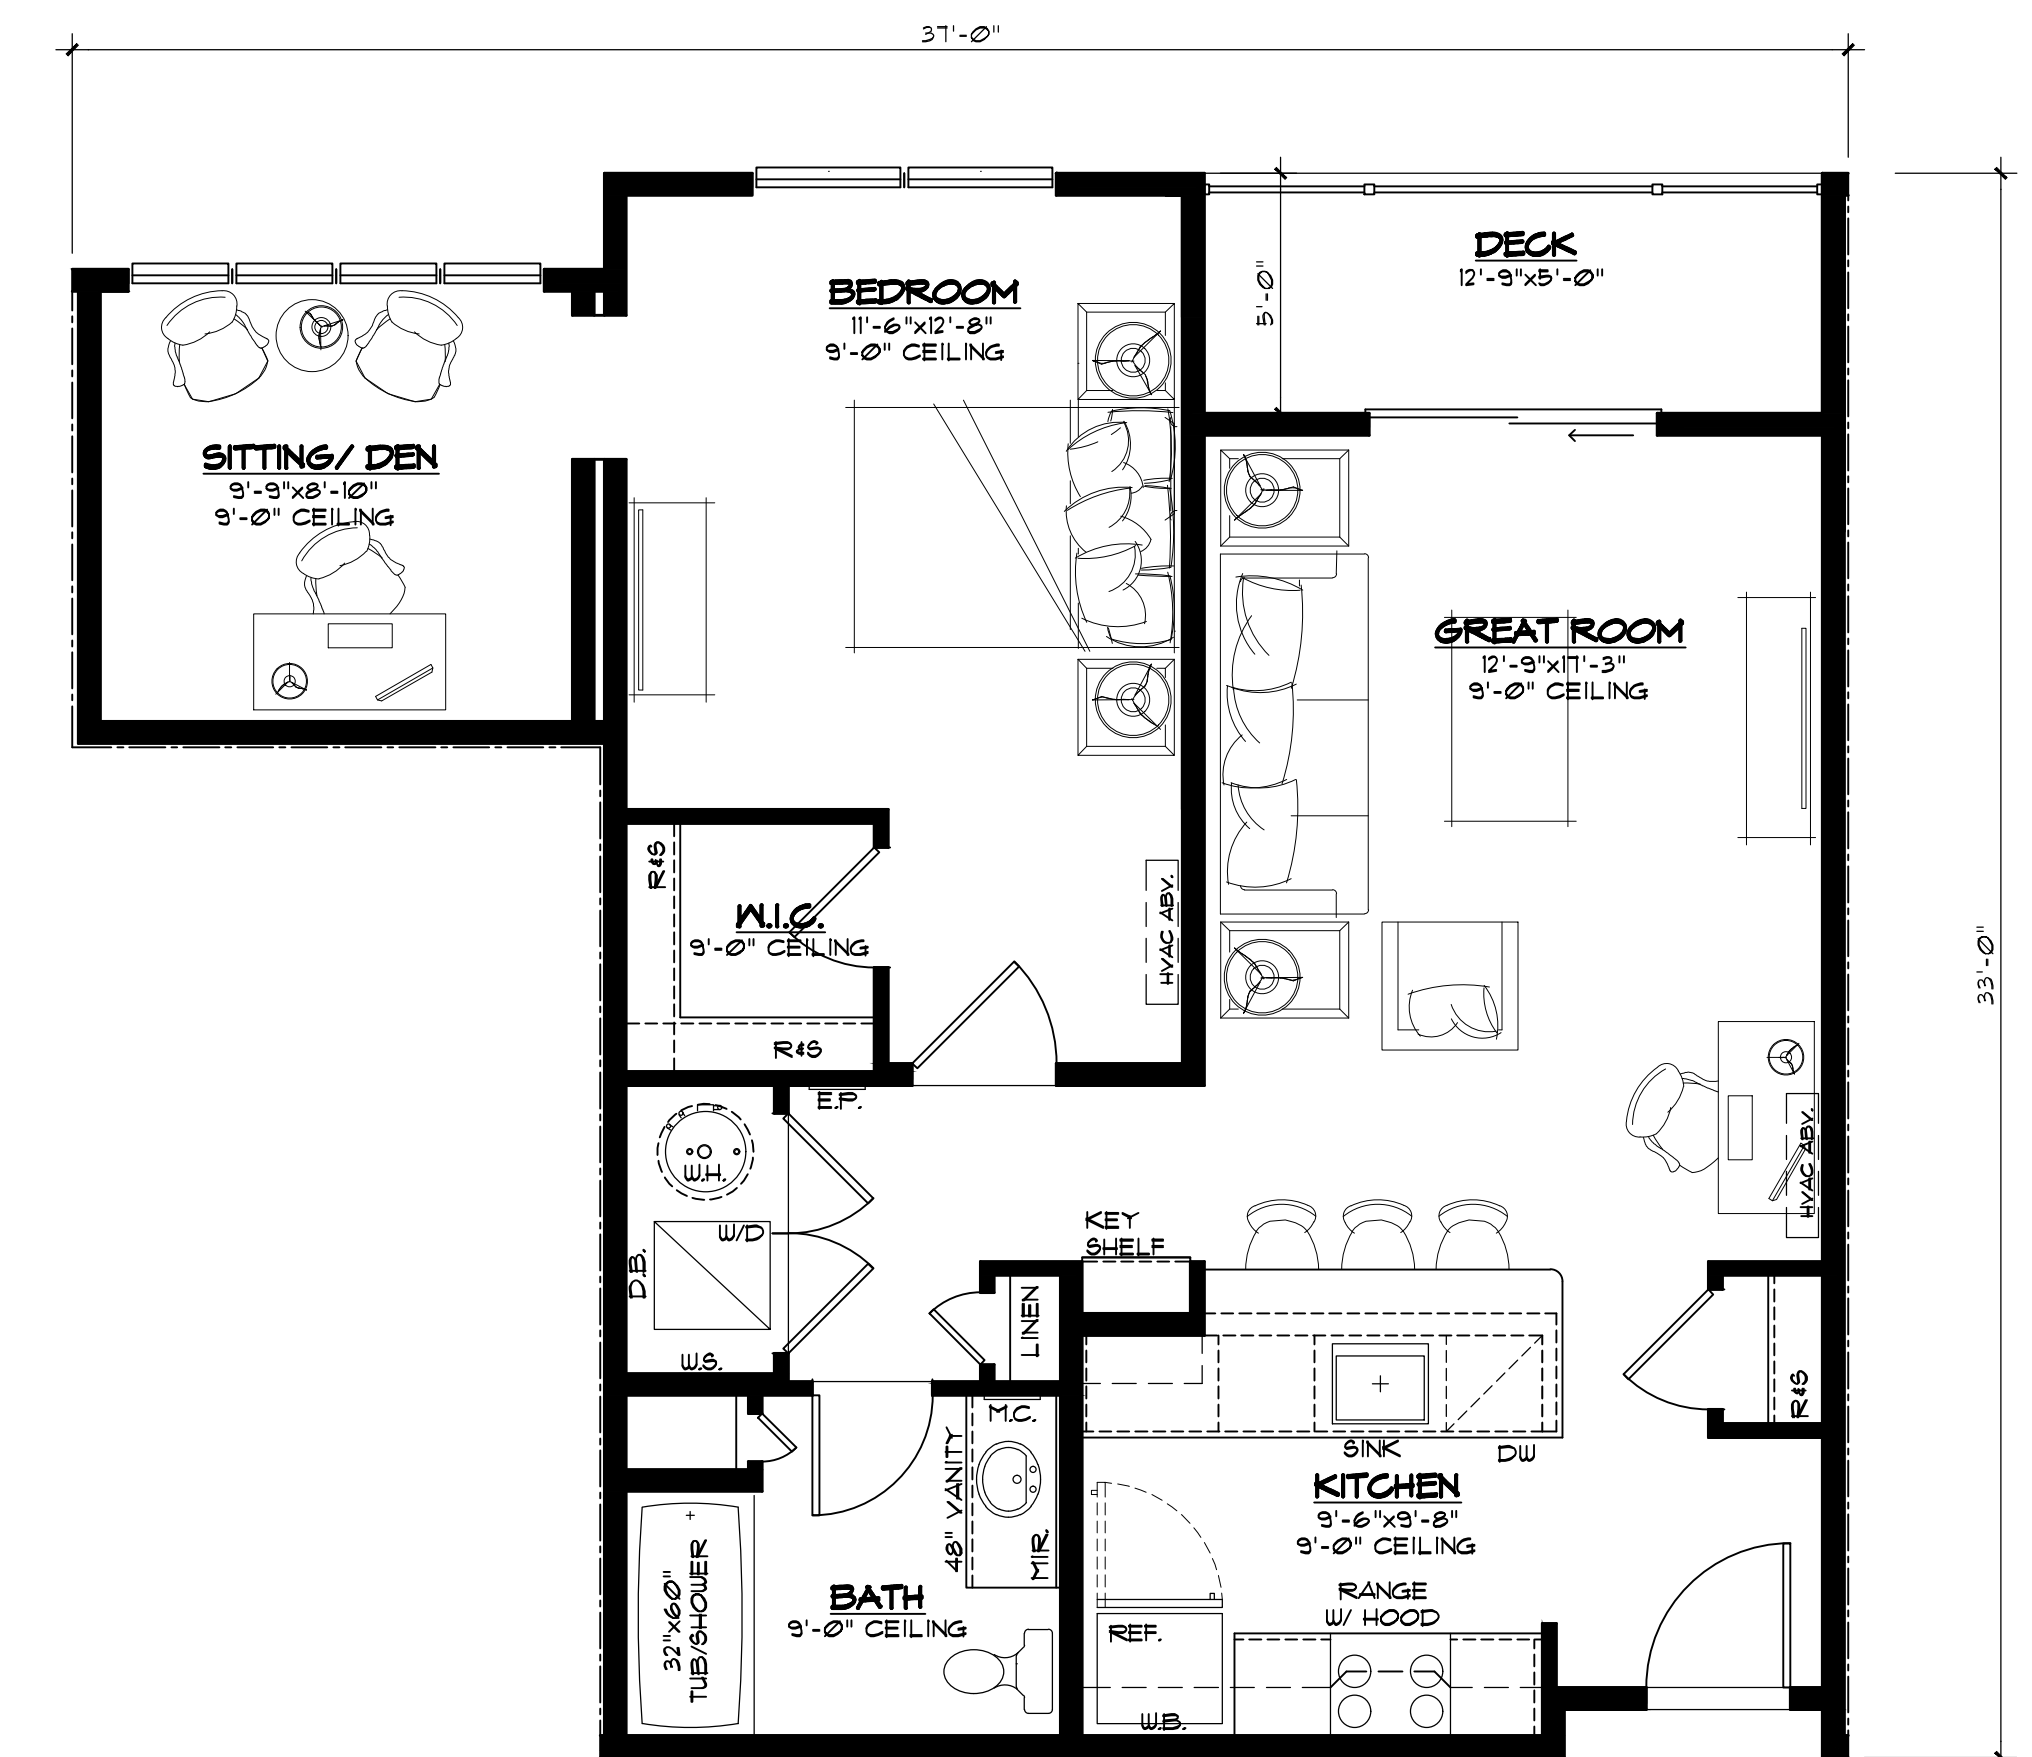 37'-0"
DECK
12'-9"x5'-0"
5'-0"
BEDROOM
11'-6"x12'-8"
9'-0" CEILING
SITTING/ DEN
9'-9"x8'-10"
9'-0" CEILING
GREAT ROOM
12'-9"x17'-3"
9'-0" CEILING
R&S
W.I.C.
9'-0" CEILING
R&S
HVAC ABV.
33'-0"
E.P.
W.H.
W/D
D.B.
W.S.
HVAC ABV.
KEY
SHELF
LINEN
R&S
M.C.
48" VANITY
MIR.
SINK
DW
KITCHEN
9'-6"x9'-8"
9'-0" CEILING
RANGE
W/ HOOD
REF.
W.B.
BATH
9'-0" CEILING
32"x60"
TUB/SHOWER